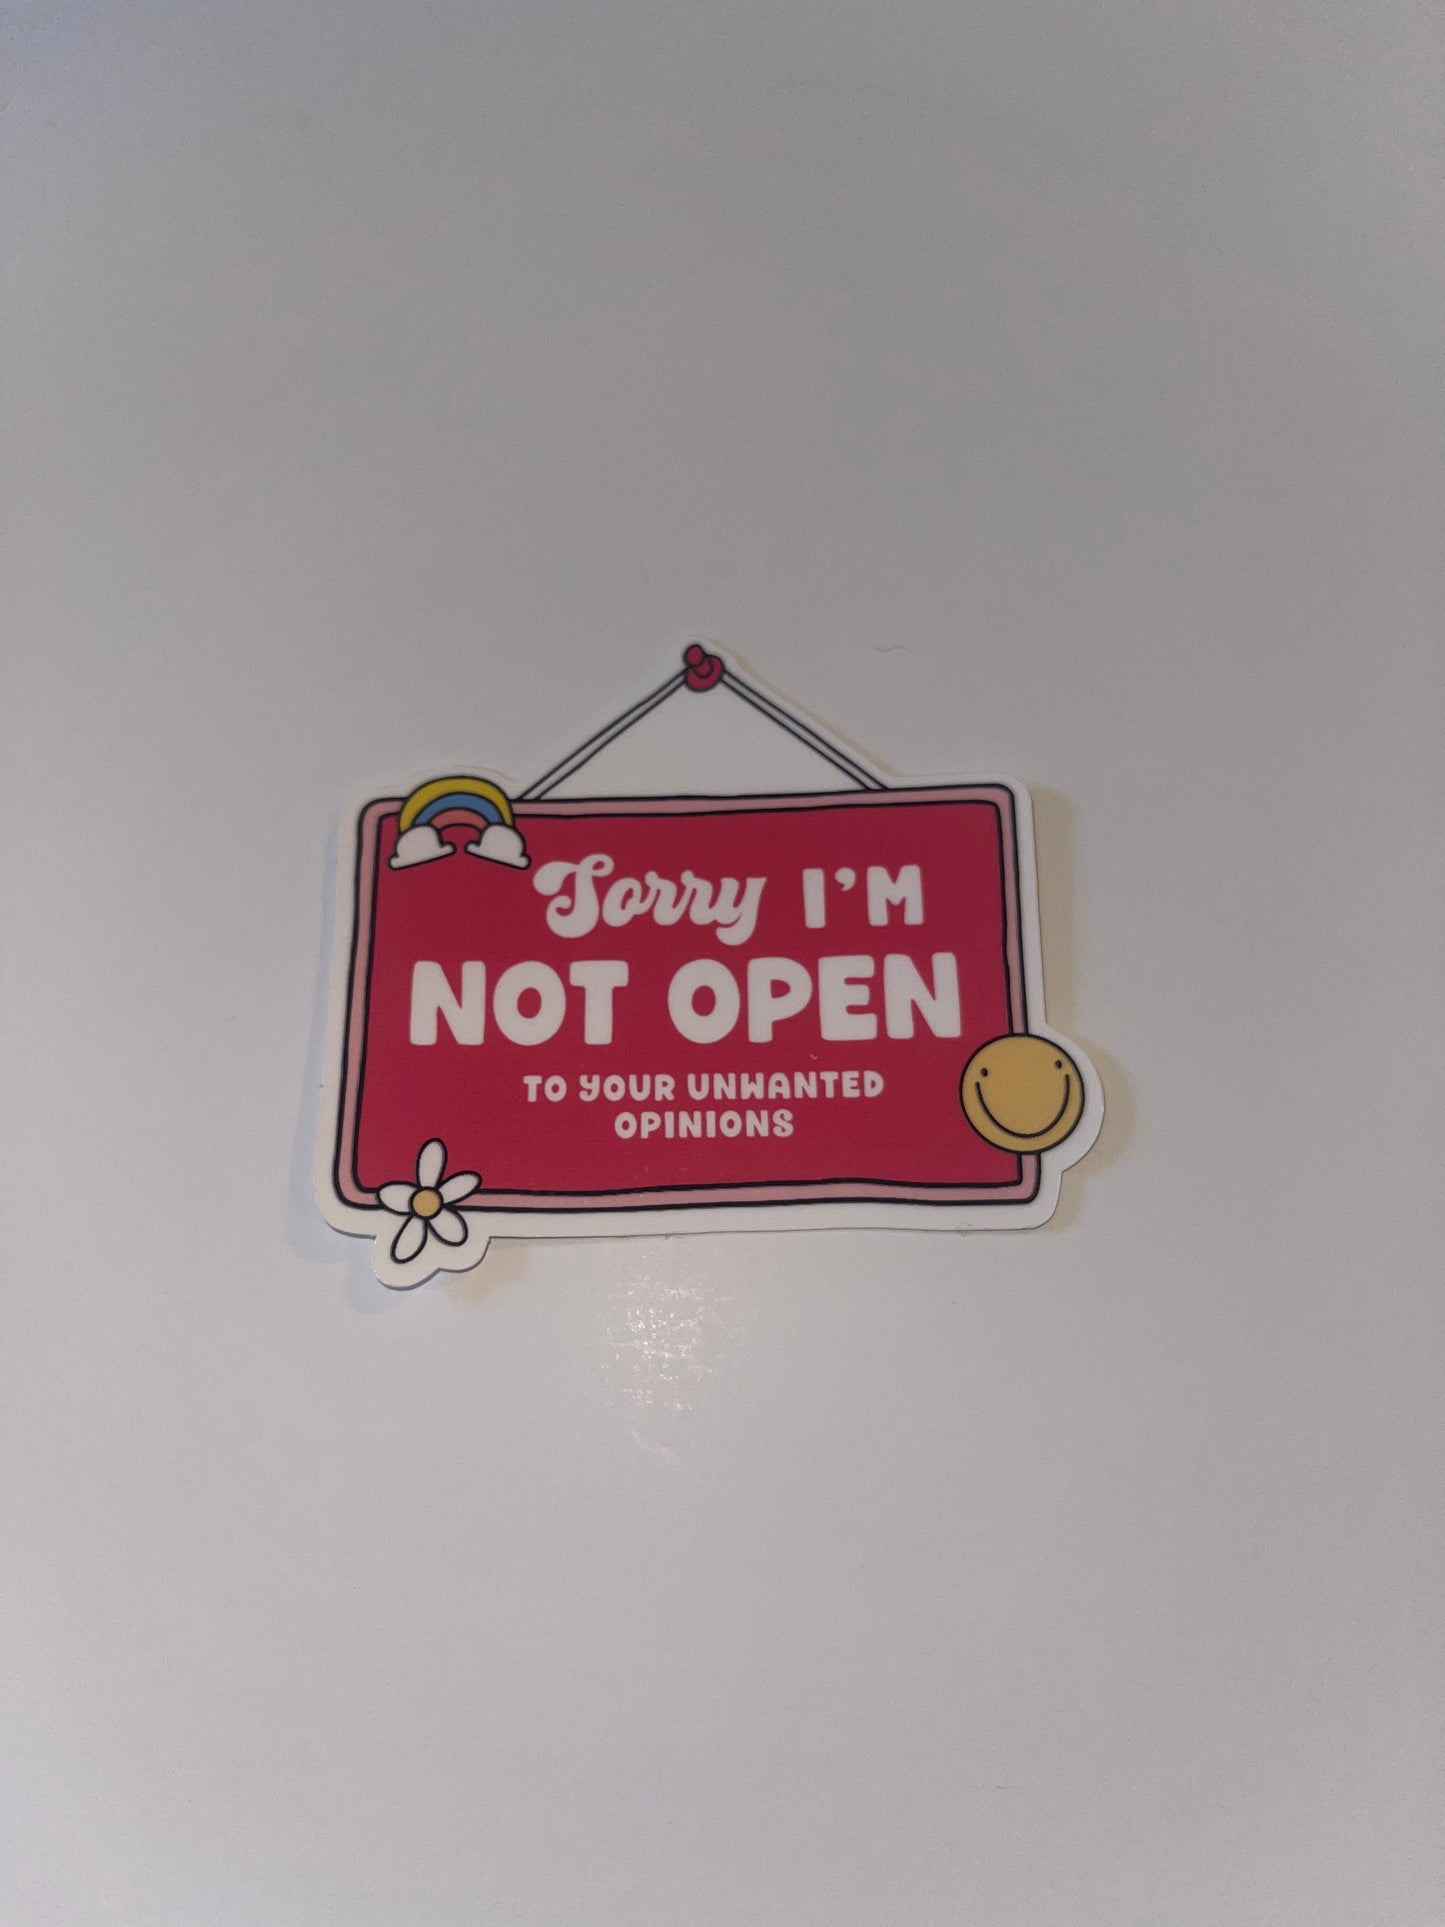 Sorry I'M
NOT OPEN
TO YOUR UNWANTED
OPINIONS